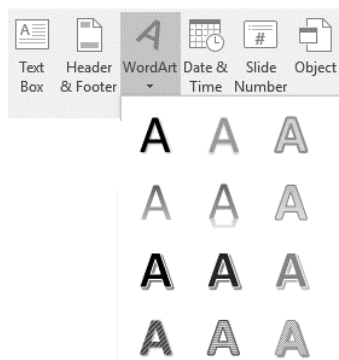 A
A
#
Text Header WordArt Date & Slide Object
Box & Footer Time Number
A A A
A A A
A A A
A A A